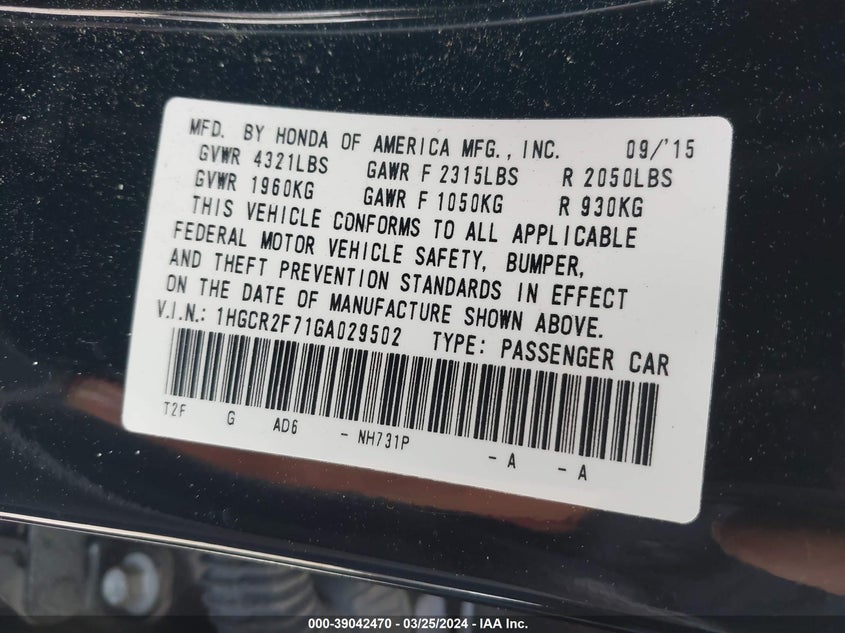 MFD. BY HONDA OF AMERICA MFG., INC. 09/'15
GVWR 4321LBS GAWR F 2315LBS R 2050LBS
GVWR 1960KG GAWR F 1050KG R 930KG
THIS VEHICLE CONFORMS TO ALL APPLICABLE
FEDERAL MOTOR VEHICLE SAFETY, BUMPER,
AND THEFT PREVENTION STANDARDS IN EFFECT
ON THE DATE OF MANUFACTURE SHOWN ABOVE.
V.I.N.: 1HGCR2F71GA029502 TYPE: PASSENGER CAR
T2F G AD6 - NH731P - A - A
000-39042470 - 03/25/2024 - IAA Inc.